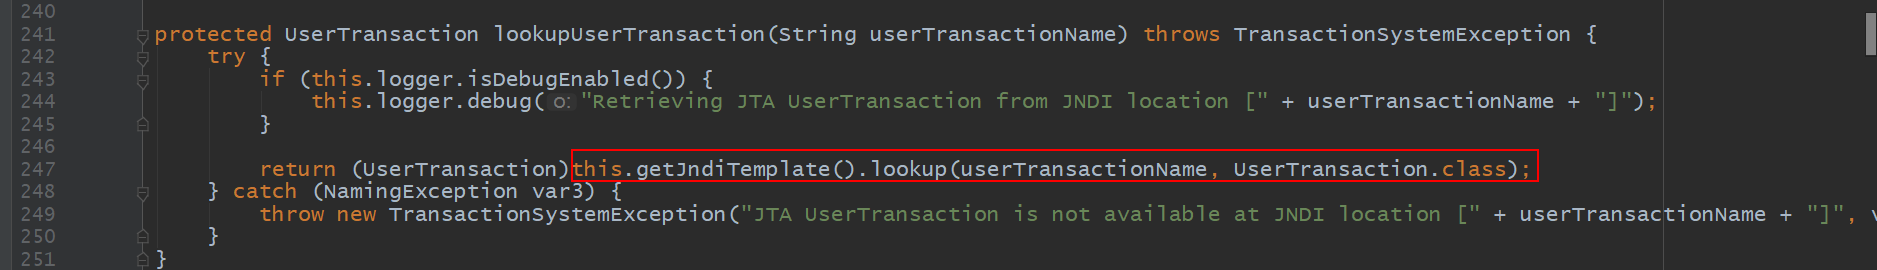 240
241 protected UserTransaction lookupUserTransaction(String userTransactionName) throws TransactionSystemException {
242 try {
243 if (this.logger.isDebugEnabled()) {
244 this.logger.debug( o: "Retrieving JTA UserTransaction from JNDI location [" + userTransactionName + "]");
245 }
246
247 return (UserTransaction)this.getJndiTemplate().lookup(userTransactionName, UserTransaction.class);
248 } catch (NamingException var3) {
249 throw new TransactionSystemException("JTA UserTransaction is not available at JNDI location [" + userTransactionName + "]",
250 }
251 }